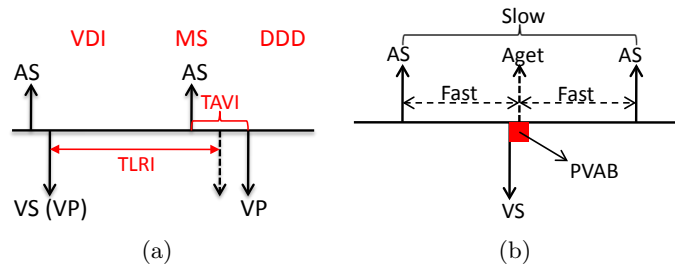 VDI MS DDD
AS AS
TAVI
TLRI
VS (VP) VP
(a)
Slow
AS Aget AS
Fast Fast
PVAB
VS
(b)